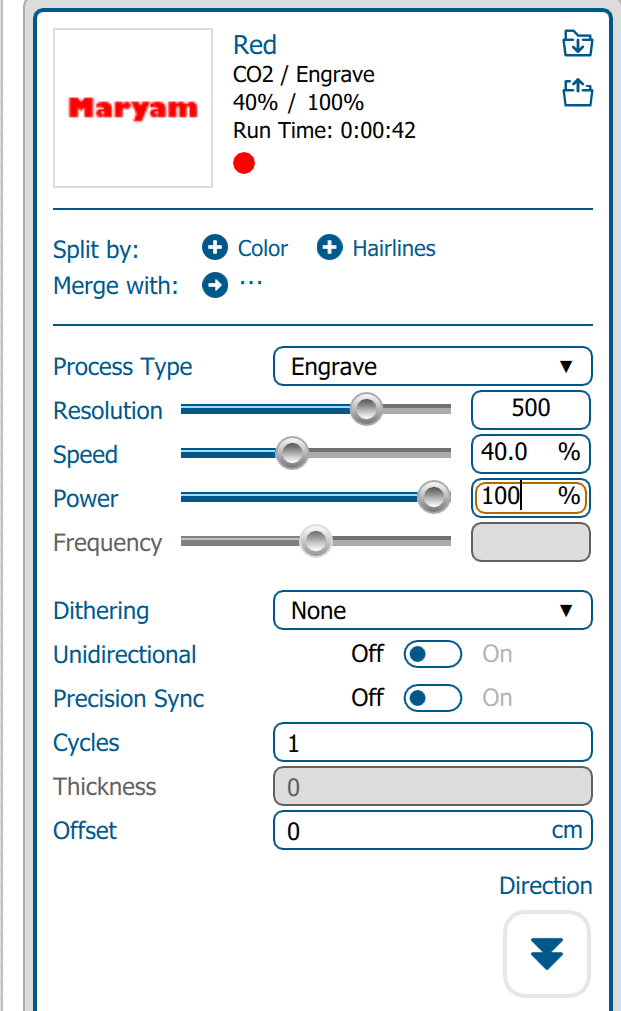 Maryam
Red
CO2 / Engrave
40% / 100%
Run Time: 0:00:42
Split by: Color Hairlines
Merge with: ...
Process Type Engrave
Resolution 500
Speed 40.0 %
Power 100 %
Frequency
Dithering None
Unidirectional Off On
Precision Sync Off On
Cycles 1
Thickness 0
Offset 0 cm
Direction